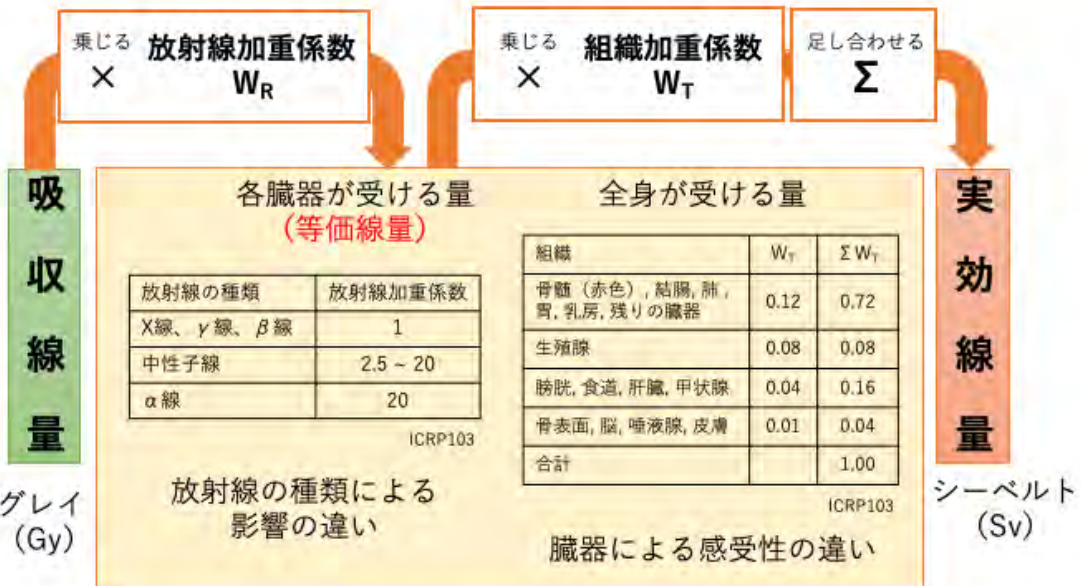 乗じる 放射線加重係数
× WR
乗じる 組織加重係数
× WT
足し合わせる
Σ
吸収線量
グレイ
(Gy)
各臓器が受ける量
(等価線量)
放射線の種類 放射線加重係数
X線、γ線、β線 1
中性子線 2.5 ~ 20
α線 20
ICRP103
放射線の種類による
影響の違い
全身が受ける量
組織 WT ΣWT
骨髄（赤色）, 結腸, 肺,
胃, 乳房, 残りの臓器 0.12 0.72
生殖腺 0.08 0.08
膀胱, 食道, 肝臓, 甲状腺 0.04 0.16
骨表面, 脳, 唾液腺, 皮膚 0.01 0.04
合計 1.00
ICRP103
臓器による感受性の違い
実効線量
シーベルト
(Sv)